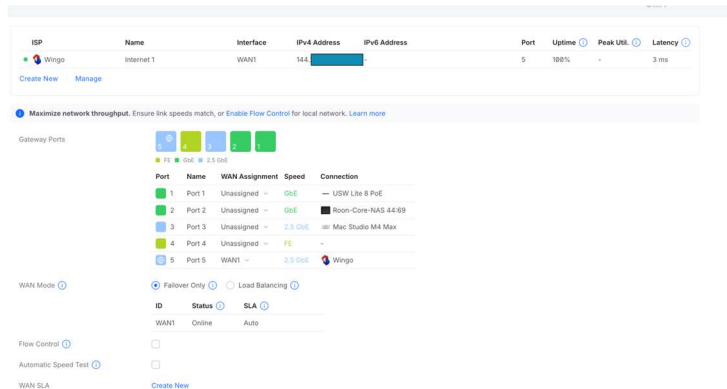 ISP Name Interface IPv4 Address IPv6 Address Port Uptime Peak Util. Latency
Wingo Internet 1 WAN1 144. - 5 100% - 3 ms
Create New Manage
Maximize network throughput. Ensure link speeds match, or Enable Flow Control for local network. Learn more
Gateway Ports
5 4 3 2 1
FE GbE 2.5 GbE
Port Name WAN Assignment Speed Connection
1 Port 1 Unassigned GbE USW Lite 8 PoE
2 Port 2 Unassigned GbE Roon-Core-NAS 44:69
3 Port 3 Unassigned 2.5 GbE Mac Studio M4 Max
4 Port 4 Unassigned FE -
5 Port 5 WAN1 2.5 GbE Wingo
WAN Mode Failover Only Load Balancing
ID Status SLA
WAN1 Online Auto
Flow Control
Automatic Speed Test
WAN SLA Create New